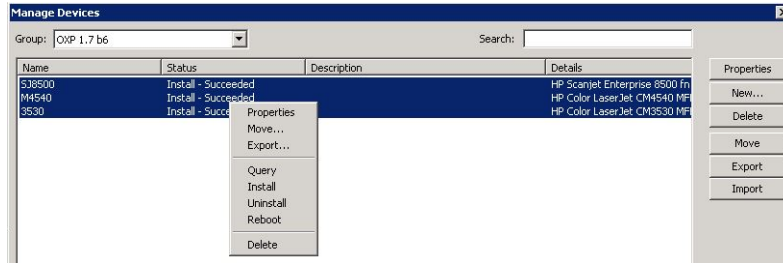 Manage Devices
Group: OXP 1.7 b6
Search:
Name Status Description Details
SJ8500 Install - Succeeded HP Scanjet Enterprise 8500 fn
M4540 Install - Succeeded HP Color LaserJet CM4540 MF
3530 Install - Succe HP Color LaserJet CM3530 MF
Properties
Move...
Export...
Query
Install
Uninstall
Reboot
Delete
Properties
New...
Delete
Move
Export
Import